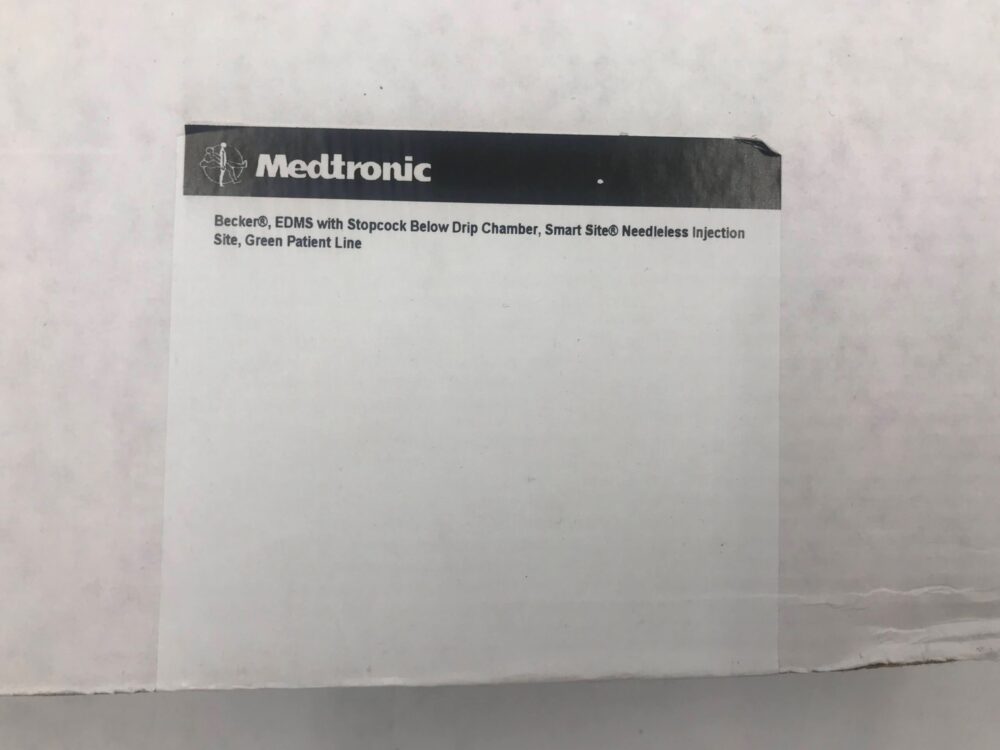 Medtronic
Becker®, EDMS with Stopcock Below Drip Chamber, Smart Site® Needleless Injection
Site, Green Patient Line